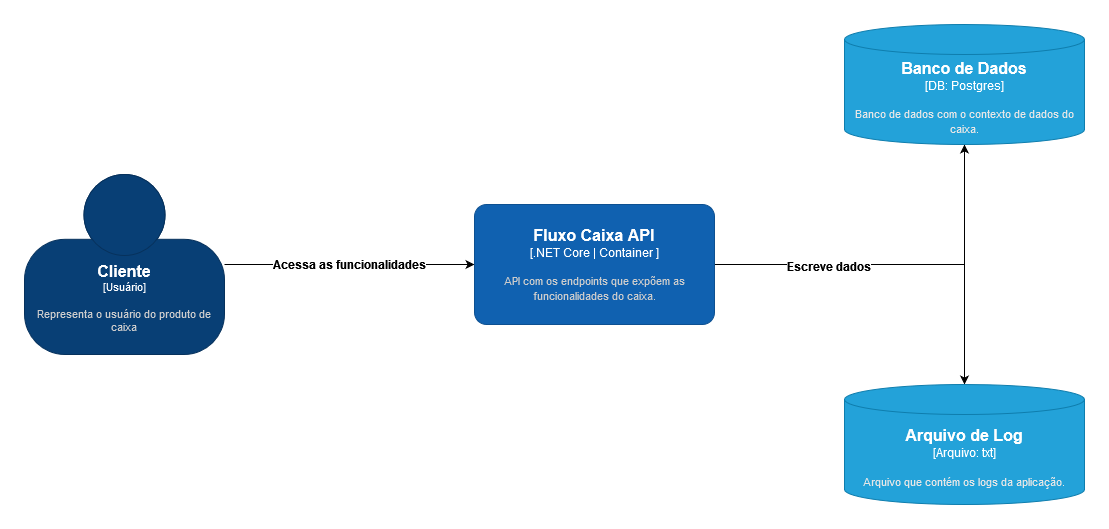 Banco de Dados
[DB: Postgres]
Banco de dados com o contexto de dados do
caixa.
Cliente
[Usuário]
Representa o usuário do produto de
caixa
Acessa as funcionalidades
Fluxo Caixa API
[.NET Core | Container ]
API com os endpoints que expõem as
funcionalidades do caixa.
Escreve dados
Arquivo de Log
[Arquivo: txt]
Arquivo que contém os logs da aplicação.